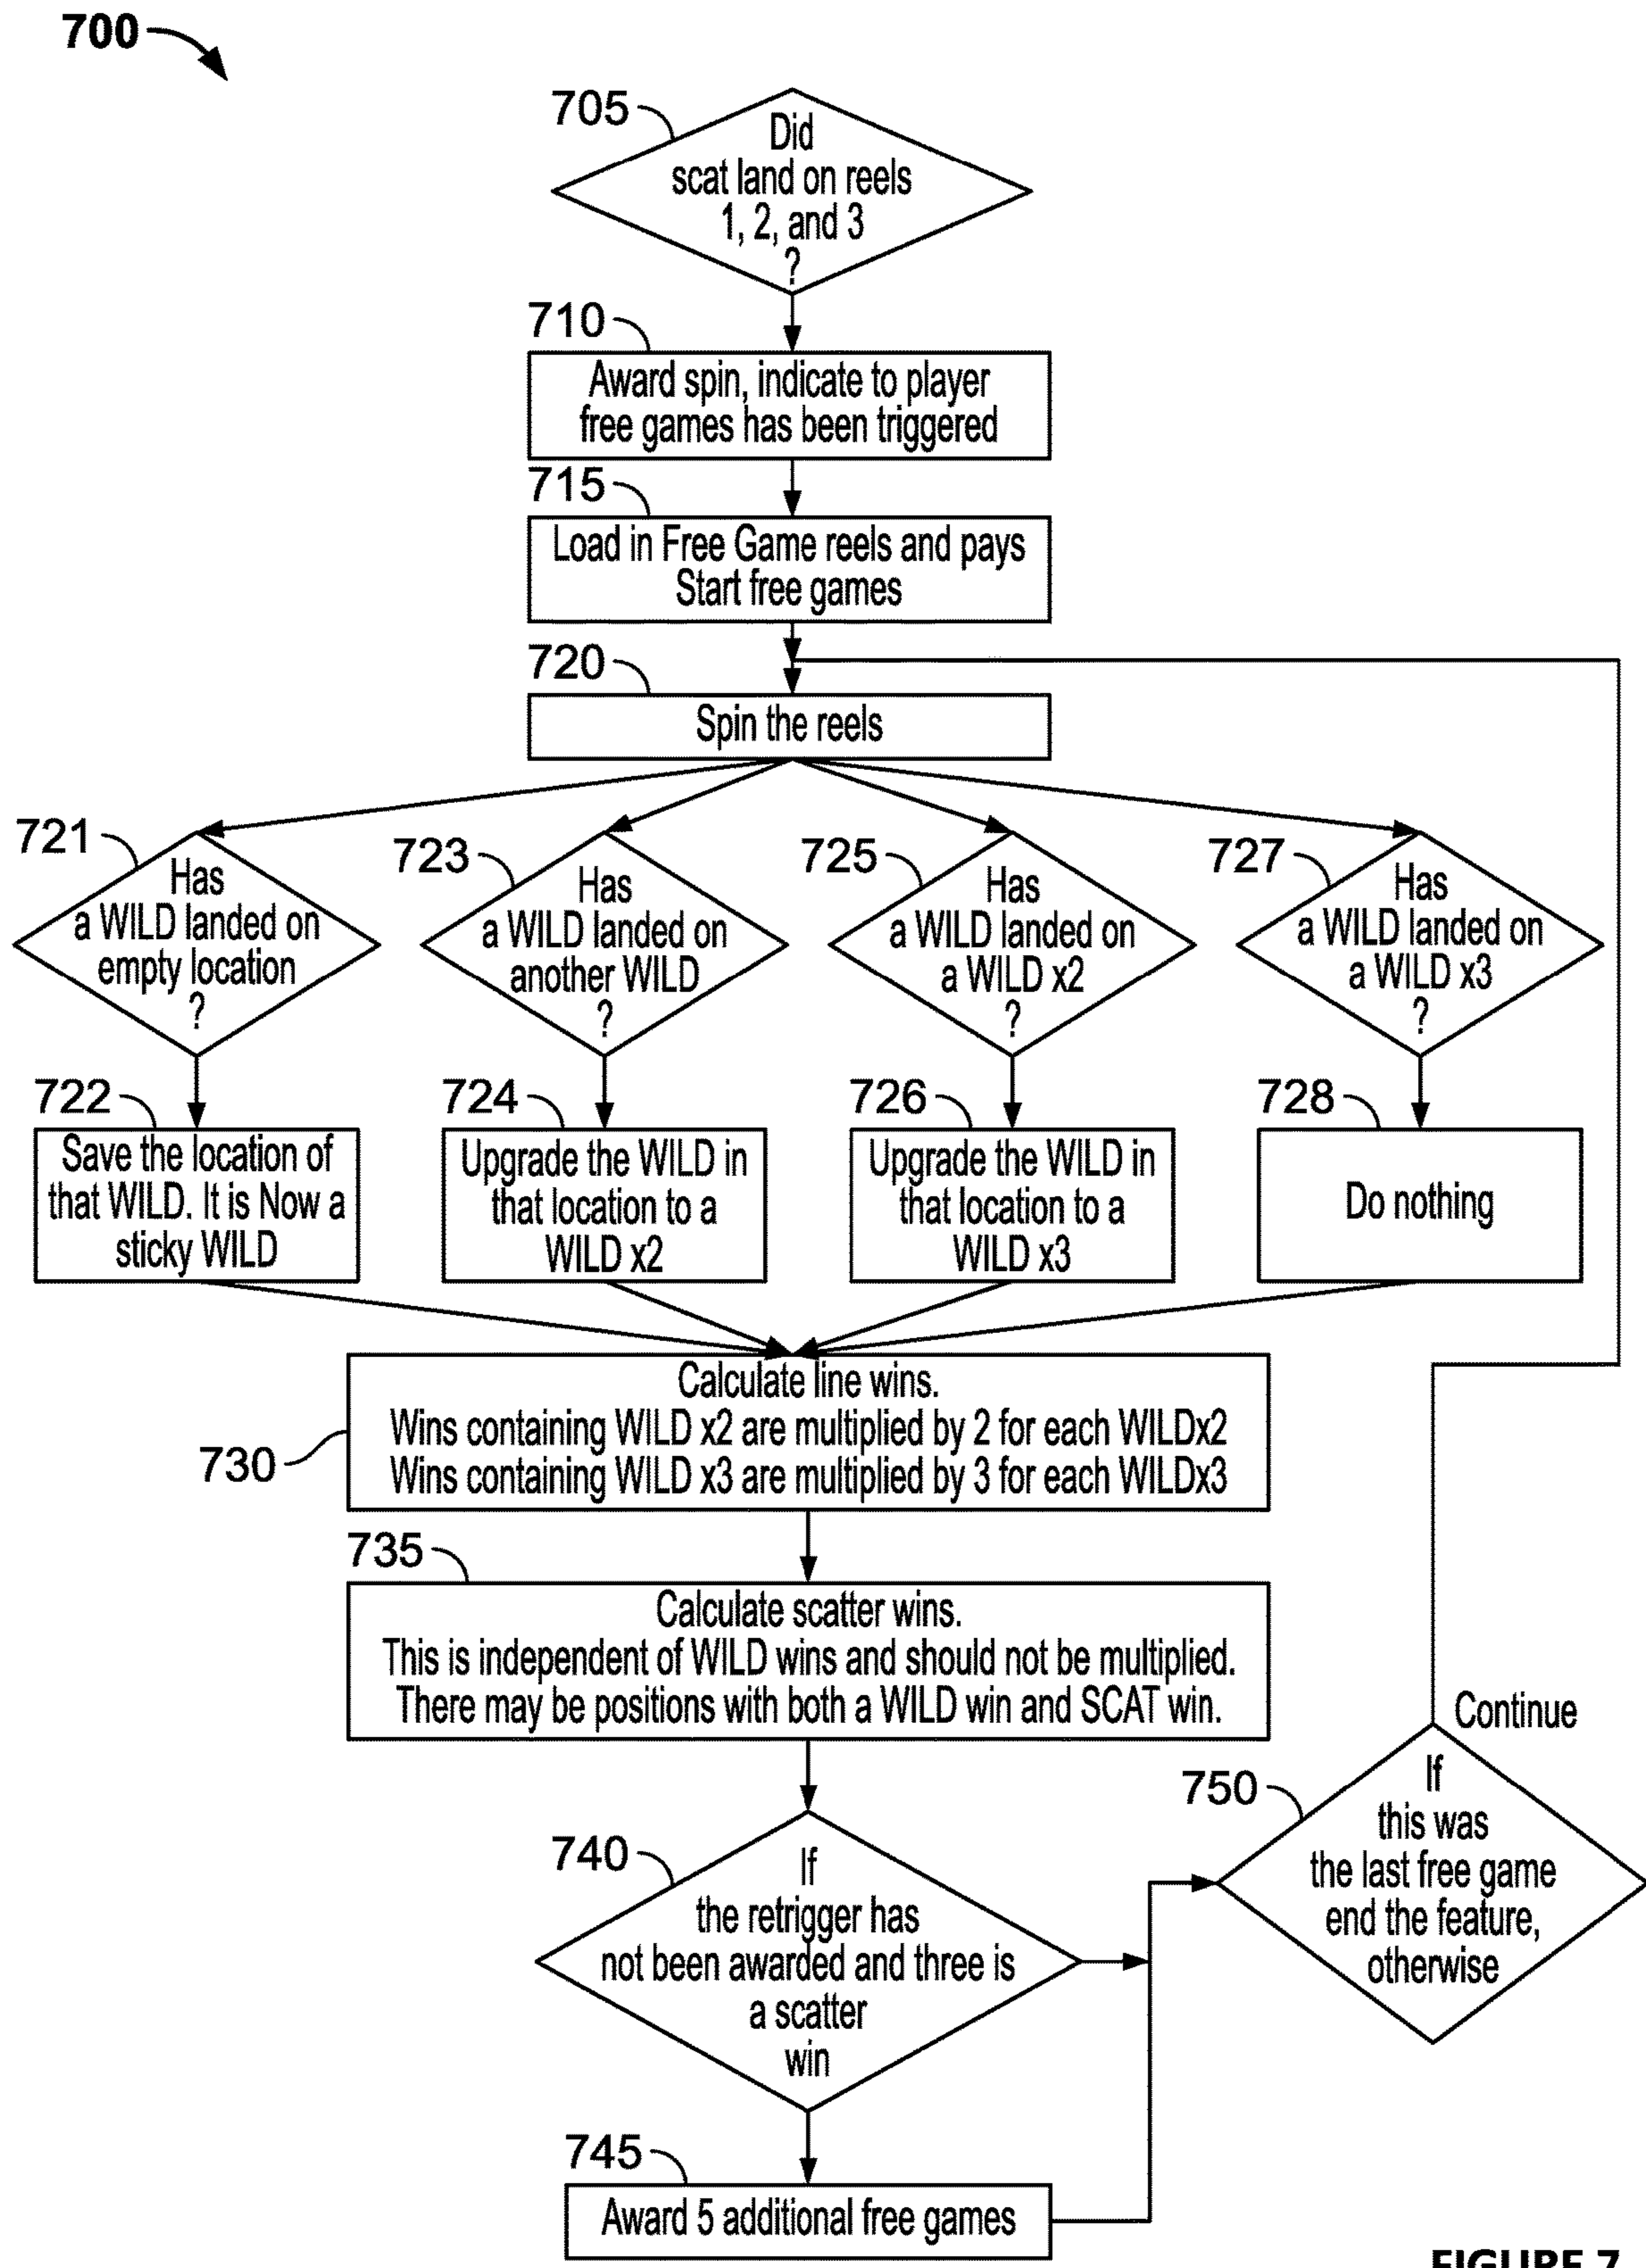 700
705
Did
scat land on reels
1, 2, and 3
?
710
Award spin, indicate to player
free games has been triggered
715
Load in Free Game reels and pays
Start free games
720
Spin the reels
721
Has
a WILD landed on
empty location
?
723
Has
a WILD landed on
another WILD
?
725
Has
a WILD landed on
a WILD x2
?
727
Has
a WILD landed on
a WILD x3
?
722
Save the location of
that WILD. It is Now a
sticky WILD
724
Upgrade the WILD in
that location to a
WILD x2
726
Upgrade the WILD in
that location to a
WILD x3
728
Do nothing
730
Calculate line wins.
Wins containing WILD x2 are multiplied by 2 for each WILDx2
Wins containing WILD x3 are multiplied by 3 for each WILDx3
735
Calculate scatter wins.
This is independent of WILD wins and should not be multiplied.
There may be positions with both a WILD win and SCAT win.
740
If
the retrigger has
not been awarded and three is
a scatter
win
750
Continue
If
this was
the last free game
end the feature,
otherwise
745
Award 5 additional free games
FIGURE 7